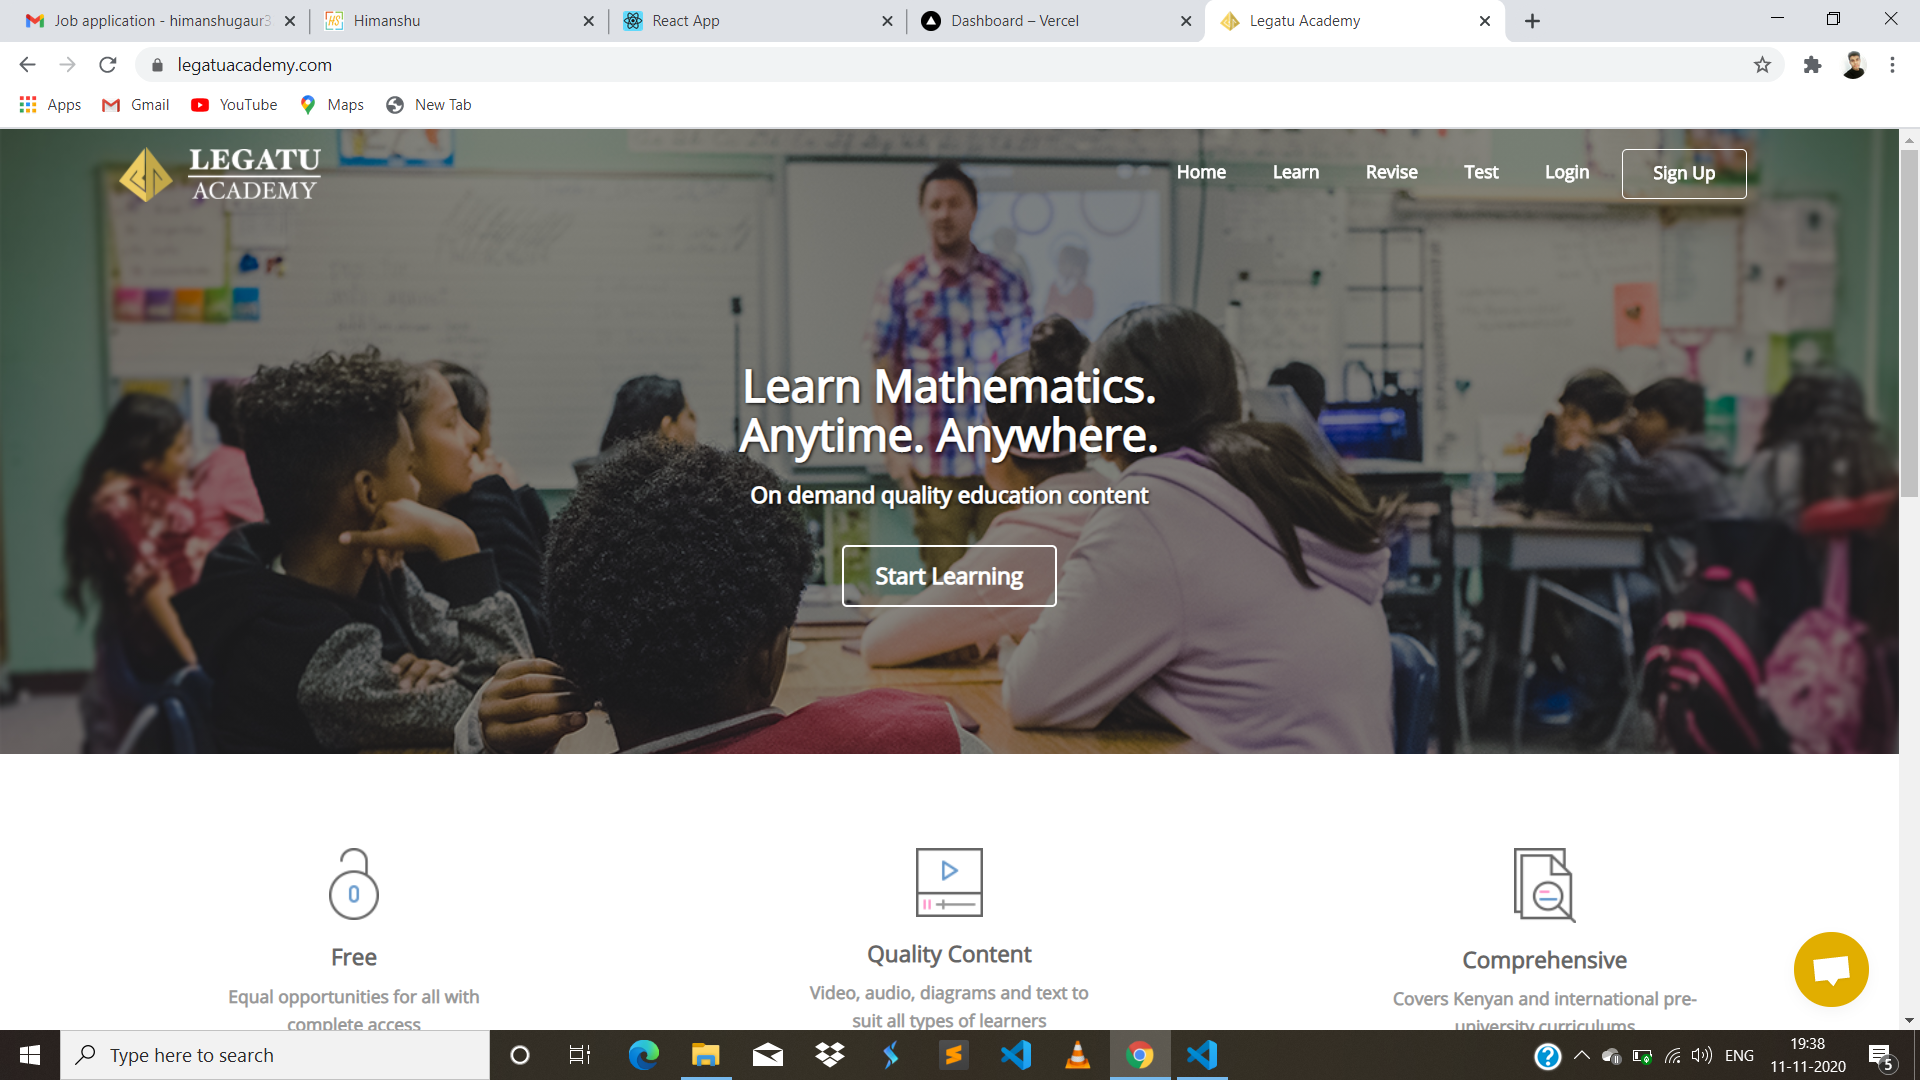 Job application - himanshugaur3
Himanshu
React App
Dashboard – Vercel
Legatu Academy
legatuacademy.com
Apps
Gmail
YouTube
Maps
New Tab
LEGATU
ACADEMY
Home
Learn
Revise
Test
Login
Sign Up
Learn Mathematics.
Anytime. Anywhere.
On demand quality education content
Start Learning
Free
Equal opportunities for all with
complete access
Quality Content
Video, audio, diagrams and text to
suit all types of learners
Comprehensive
Covers Kenyan and international pre-
university curriculums
Type here to search
ENG
19:38
11-11-2020
5